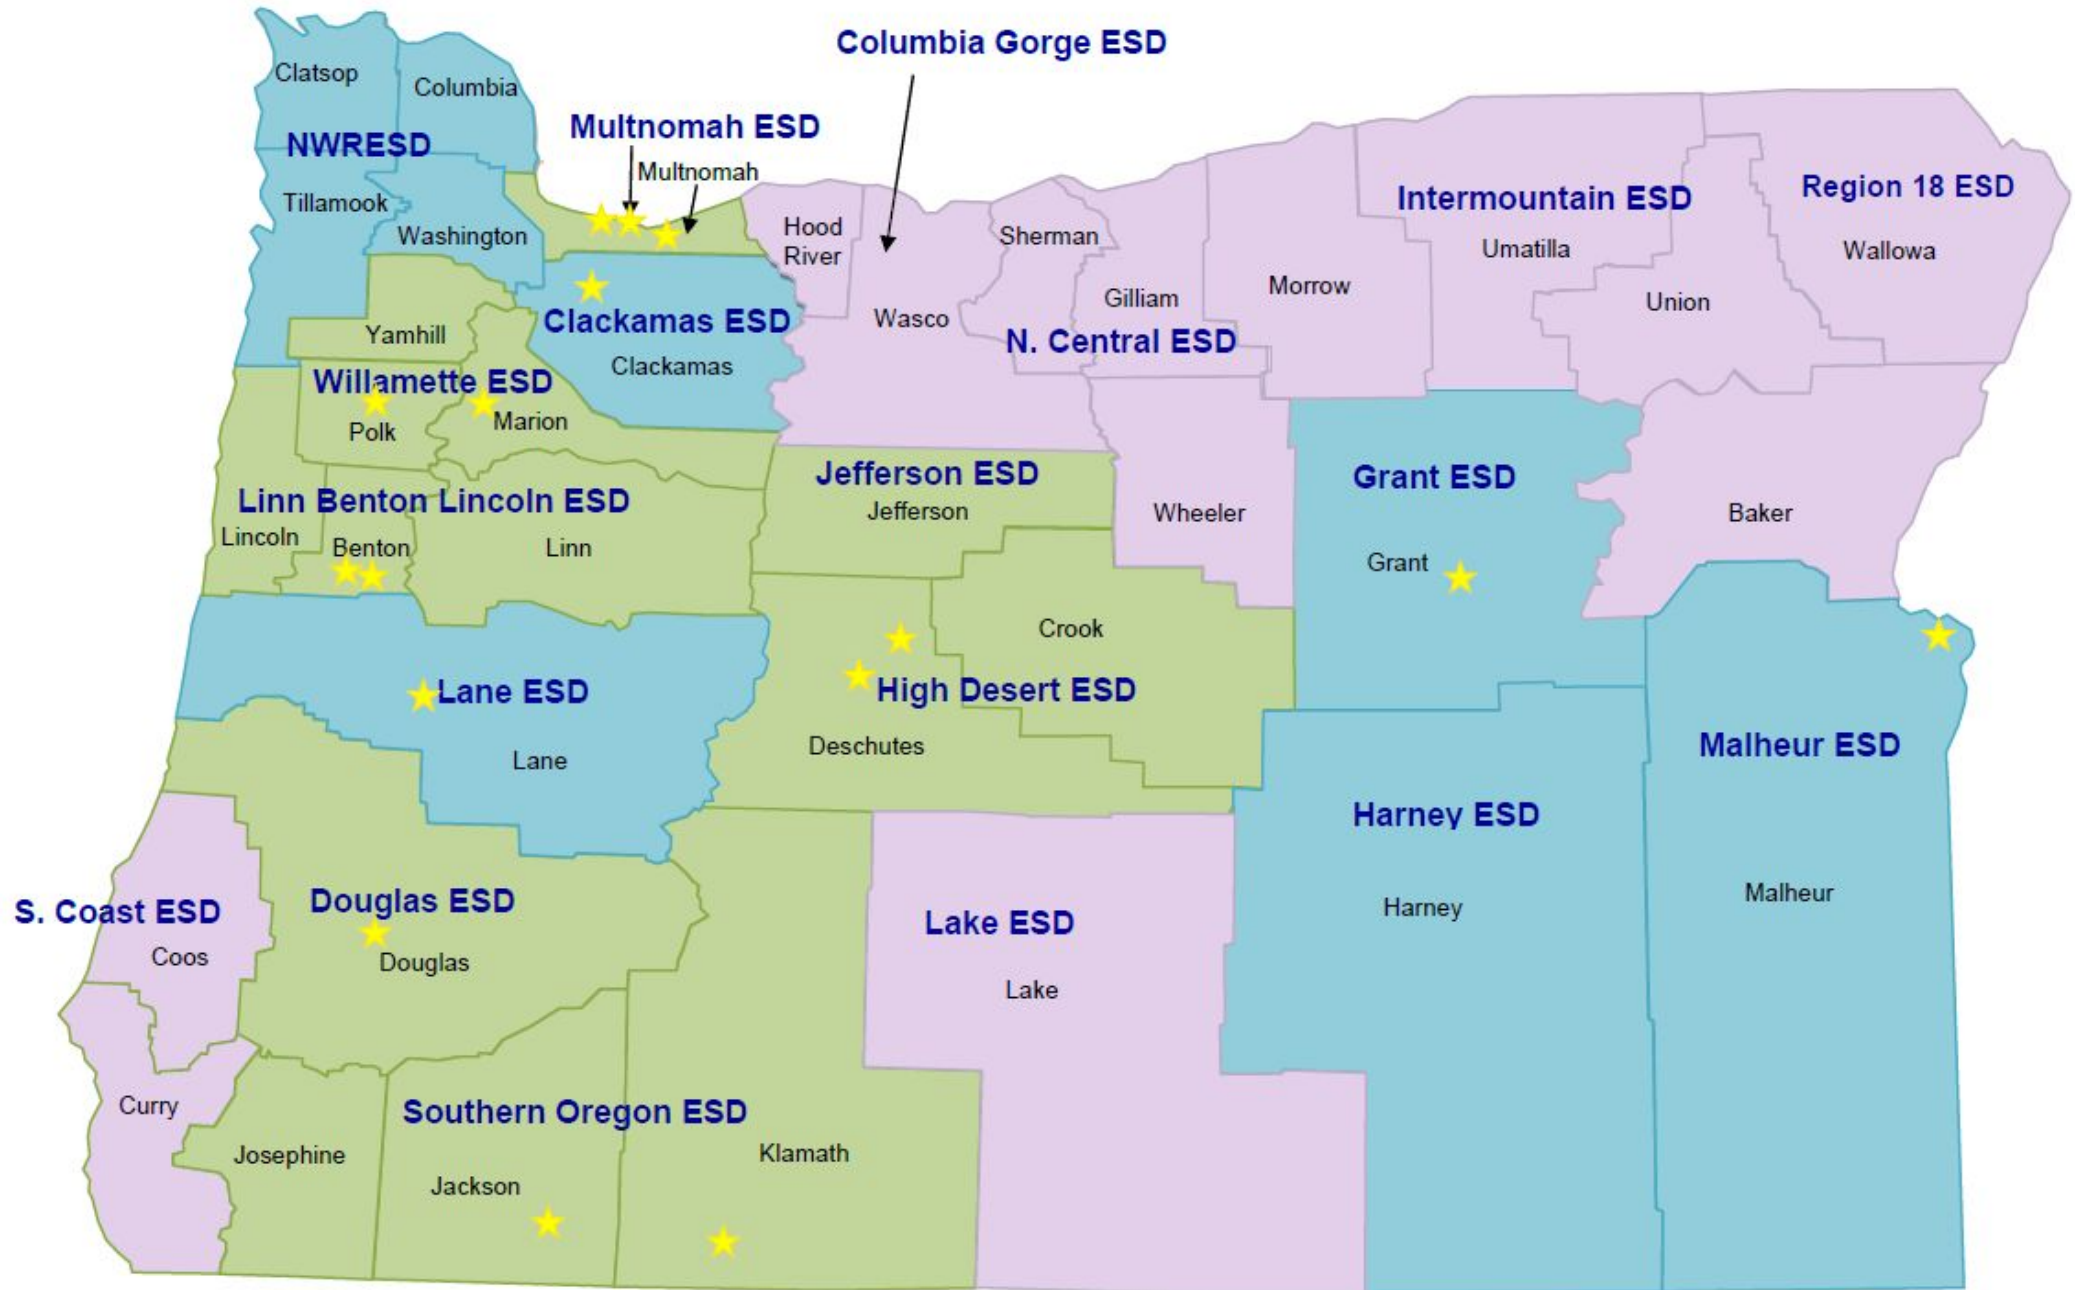 Columbia Gorge ESD
Clatsop
Columbia
Multnomah ESD
NWRESD
Multnomah
Tillamook
Washington
Hood
River
Sherman
Intermountain ESD
Umatilla
Region 18 ESD
Wallowa
Gilliam
Morrow
Union
Wasco
Clackamas ESD
Clackamas
Yamhill
N. Central ESD
Willamette ESD
Polk
Marion
Jefferson ESD
Jefferson
Grant ESD
Grant
Wheeler
Baker
Linn Benton Lincoln ESD
Lincoln
Benton
Linn
Crook
Lane ESD
Lane
High Desert ESD
Deschutes
Malheur ESD
Malheur
Harney ESD
Harney
S. Coast ESD
Coos
Douglas ESD
Douglas
Lake ESD
Lake
Curry
Southern Oregon ESD
Josephine
Jackson
Klamath